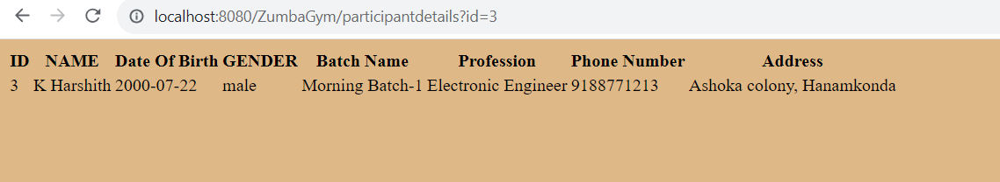 localhost:8080/ZumbaGym/participantdetails?id=3
ID NAME Date Of Birth GENDER Batch Name Profession Phone Number Address
3 K Harshith 2000-07-22 male Morning Batch-1 Electronic Engineer 9188771213 Ashoka colony, Hanamkonda